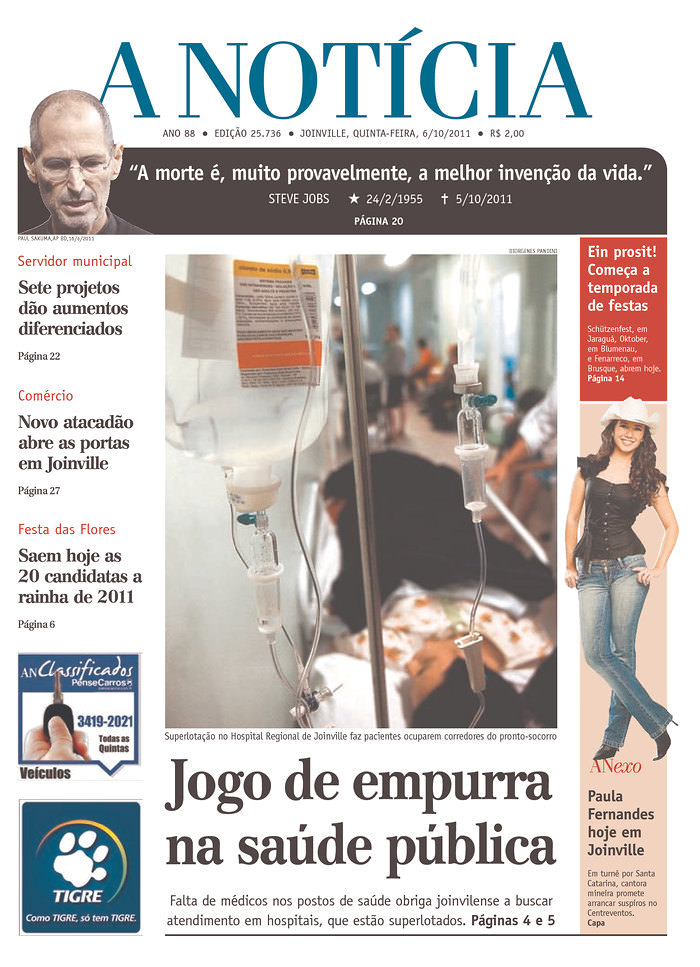 A NOTÍCIA
ANO 88 ● EDIÇÃO 25.736 ● JOINVILLE, QUINTA-FEIRA, 6/10/2011 ● R$ 2,00
“A morte é, muito provavelmente, a melhor invenção da vida.”
STEVE JOBS ★ 24/2/1955 ✝ 5/10/2011
PÁGINA 20
PAUL SAKUMA, AP BD, 16/6/2011
Servidor municipal
Sete projetos
dão aumentos
diferenciados
Página 22
Comércio
Novo atacadão
abre as portas
em Joinville
Página 27
Festa das Flores
Saem hoje as
20 candidatas a
rainha de 2011
Página 6
ANClassificados
PenseCarros
3419-2021
Todas as
Quintas
Veículos
TIGRE
Como TIGRE, só tem TIGRE.
DIORGENES PANDINI
Superlotação no Hospital Regional de Joinville faz pacientes ocuparem corredores do pronto-socorro
Jogo de empurra
na saúde pública
Falta de médicos nos postos de saúde obriga joinvilense a buscar
atendimento em hospitais, que estão superlotados. Páginas 4 e 5
Ein prosit!
Começa a
temporada
de festas
Schützenfest, em
Jaraguá, Oktober,
em Blumenau,
e Fenarreco, em
Brusque, abrem hoje.
Página 14
ANexo
Paula
Fernandes
hoje em
Joinville
Em turnê por Santa
Catarina, cantora
mineira promete
arrancar suspiros no
Centreventos.
Capa